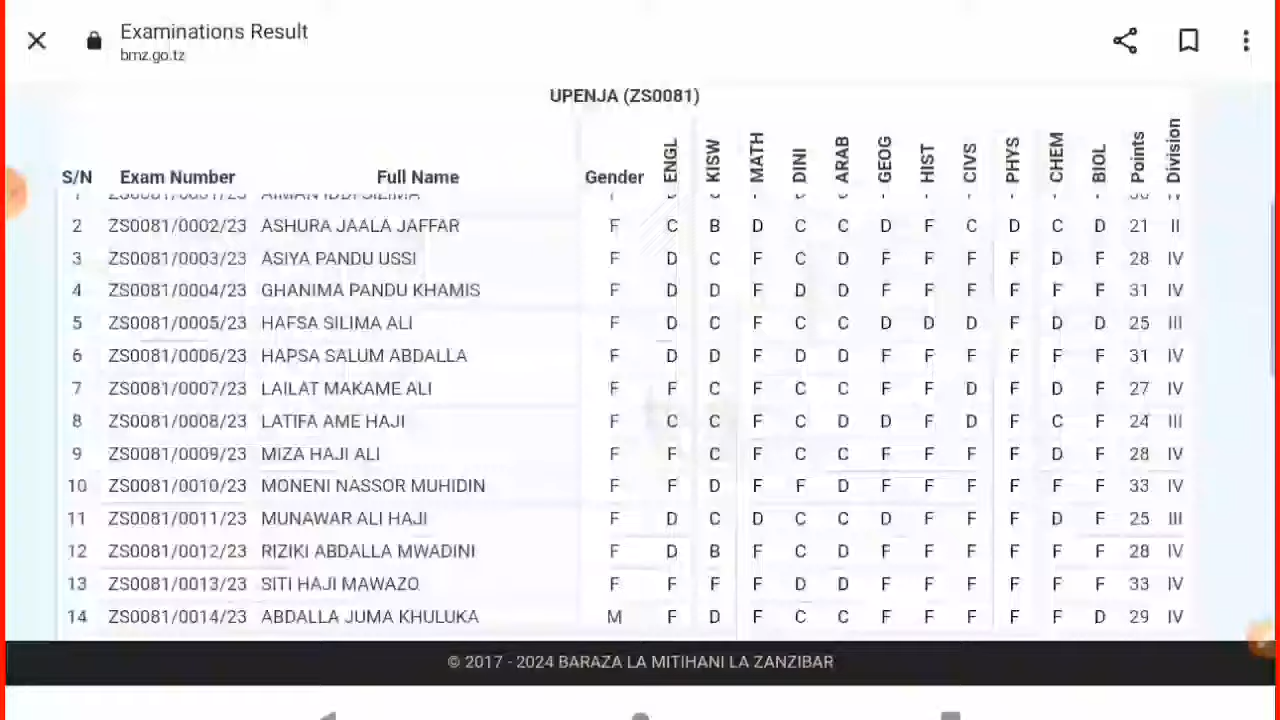 Examinations Result
bmz.go.tz
UPENJA (ZS0081)
S/N Exam Number Full Name Gender ENGL KISW MATH DINI ARAB GEOG HIST CIVS PHYS CHEM BIOL Points Division
2 ZS0081/0002/23 ASHURA JAALA JAFFAR F C B D C C D F C D C D 21 II
3 ZS0081/0003/23 ASIYA PANDU USSI F D C F C D F F F F D F 28 IV
4 ZS0081/0004/23 GHANIMA PANDU KHAMIS F D D F D D F F F F F F 31 IV
5 ZS0081/0005/23 HAFSA SILIMA ALI F D C F C C D D D F D D 25 III
6 ZS0081/0006/23 HAPSA SALUM ABDALLA F D D F D D F F F F F F 31 IV
7 ZS0081/0007/23 LAILAT MAKAME ALI F F C F C C F F D F D F 27 IV
8 ZS0081/0008/23 LATIFA AME HAJI F C C F C D D F D F C F 24 III
9 ZS0081/0009/23 MIZA HAJI ALI F F C F C C F F F F D F 28 IV
10 ZS0081/0010/23 MONENI NASSOR MUHIDIN F F D F F D F F F F F F 33 IV
11 ZS0081/0011/23 MUNAWAR ALI HAJI F D C D C C D F F F D F 25 III
12 ZS0081/0012/23 RIZIKI ABDALLA MWADINI F D B F C D F F F F F F 28 IV
13 ZS0081/0013/23 SITI HAJI MAWAZO F F F F D D F F F F F F 33 IV
14 ZS0081/0014/23 ABDALLA JUMA KHULUKA M F D F C C F F F F F D 29 IV
© 2017 - 2024 BARAZA LA MITIHANI LA ZANZIBAR